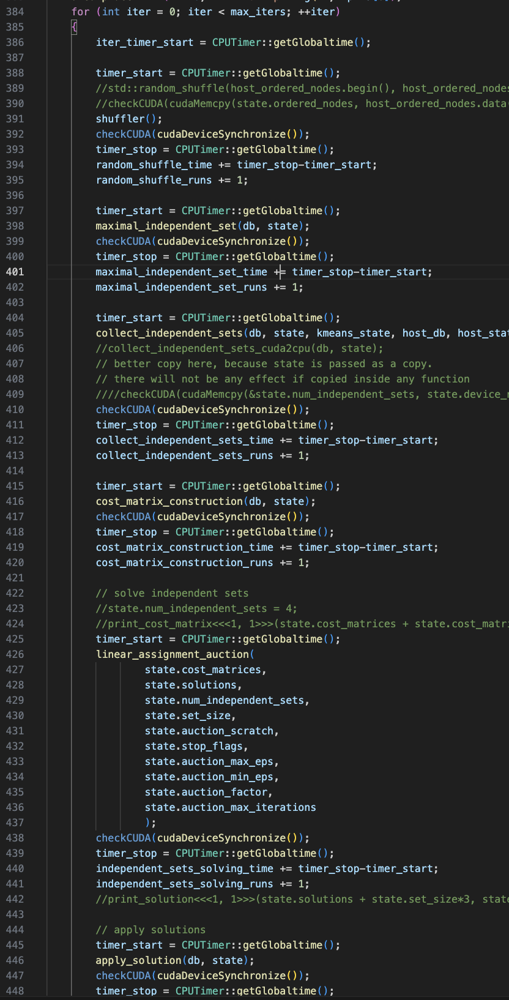 384 for (int iter = 0; iter < max_iters; ++iter)
385 {
386 iter_timer_start = CPUTimer::getGlobaltime();
387
388 timer_start = CPUTimer::getGlobaltime();
389 //std::random_shuffle(host_ordered_nodes.begin(), host_ordered_nodes
390 //checkCUDA(cudaMemcpy(state.ordered_nodes, host_ordered_nodes.data
391 shuffler();
392 checkCUDA(cudaDeviceSynchronize());
393 timer_stop = CPUTimer::getGlobaltime();
394 random_shuffle_time += timer_stop-timer_start;
395 random_shuffle_runs += 1;
396
397 timer_start = CPUTimer::getGlobaltime();
398 maximal_independent_set(db, state);
399 checkCUDA(cudaDeviceSynchronize());
400 timer_stop = CPUTimer::getGlobaltime();
401 maximal_independent_set_time += timer_stop-timer_start;
402 maximal_independent_set_runs += 1;
403
404 timer_start = CPUTimer::getGlobaltime();
405 collect_independent_sets(db, state, kmeans_state, host_db, host_stat
406 //collect_independent_sets_cuda2cpu(db, state);
407 // better copy here, because state is passed as a copy.
408 // there will not be any effect if copied inside any function
409 ////checkCUDA(cudaMemcpy(&state.num_independent_sets, state.device_n
410 checkCUDA(cudaDeviceSynchronize());
411 timer_stop = CPUTimer::getGlobaltime();
412 collect_independent_sets_time += timer_stop-timer_start;
413 collect_independent_sets_runs += 1;
414
415 timer_start = CPUTimer::getGlobaltime();
416 cost_matrix_construction(db, state);
417 checkCUDA(cudaDeviceSynchronize());
418 timer_stop = CPUTimer::getGlobaltime();
419 cost_matrix_construction_time += timer_stop-timer_start;
420 cost_matrix_construction_runs += 1;
421
422 // solve independent sets
423 //state.num_independent_sets = 4;
424 //print_cost_matrix<<<1, 1>>>(state.cost_matrices + state.cost_matri
425 timer_start = CPUTimer::getGlobaltime();
426 linear_assignment_auction(
427 state.cost_matrices,
428 state.solutions,
429 state.num_independent_sets,
430 state.set_size,
431 state.auction_scratch,
432 state.stop_flags,
433 state.auction_max_eps,
434 state.auction_min_eps,
435 state.auction_factor,
436 state.auction_max_iterations
437 );
438 checkCUDA(cudaDeviceSynchronize());
439 timer_stop = CPUTimer::getGlobaltime();
440 independent_sets_solving_time += timer_stop-timer_start;
441 independent_sets_solving_runs += 1;
442 //print_solution<<<1, 1>>>(state.solutions + state.set_size*3, state
443
444 // apply solutions
445 timer_start = CPUTimer::getGlobaltime();
446 apply_solution(db, state);
447 checkCUDA(cudaDeviceSynchronize());
448 timer_stop = CPUTimer::getGlobaltime();